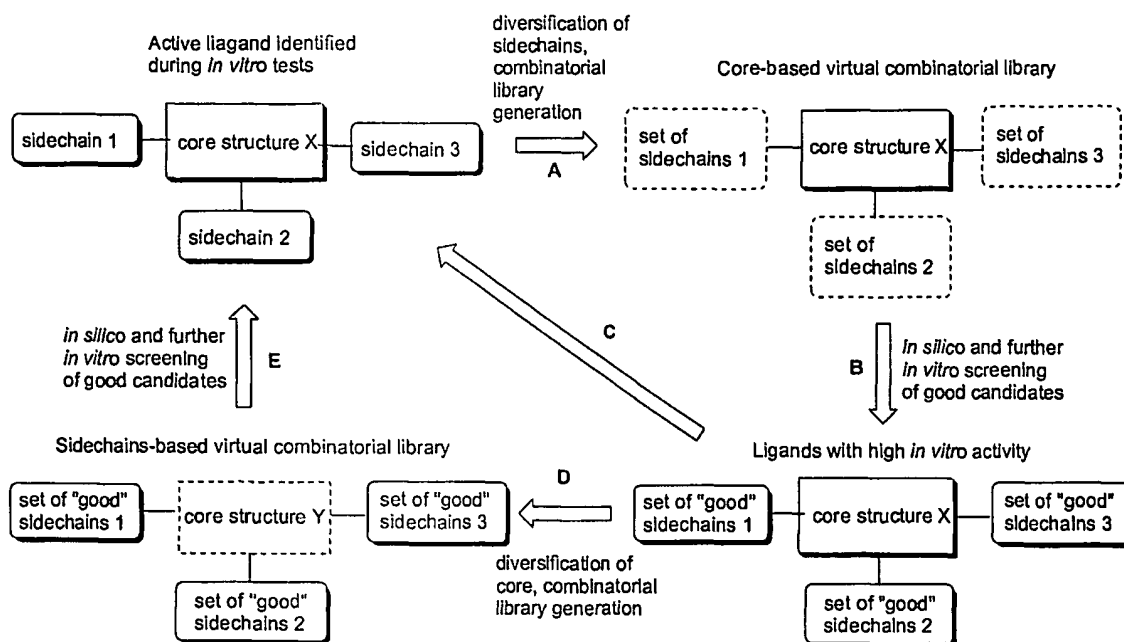 Active liagand identified
during in vitro tests
sidechain 1
core structure X
sidechain 3
sidechain 2
diversification of
sidechains,
combinatorial
library
generation
A
Core-based virtual combinatorial library
set of
sidechains 1
core structure X
set of
sidechains 3
set of
sidechains 2
in silico and further
in vitro screening
of good candidates
E
C
B
in silico and further
in vitro screening
of good candidates
Sidechains-based virtual combinatorial library
set of "good"
sidechains 1
core structure Y
set of "good"
sidechains 3
set of "good"
sidechains 2
D
diversification of
core, combinatorial
library generation
Ligands with high in vitro activity
set of "good"
sidechains 1
core structure X
set of "good"
sidechains 3
set of "good"
sidechains 2